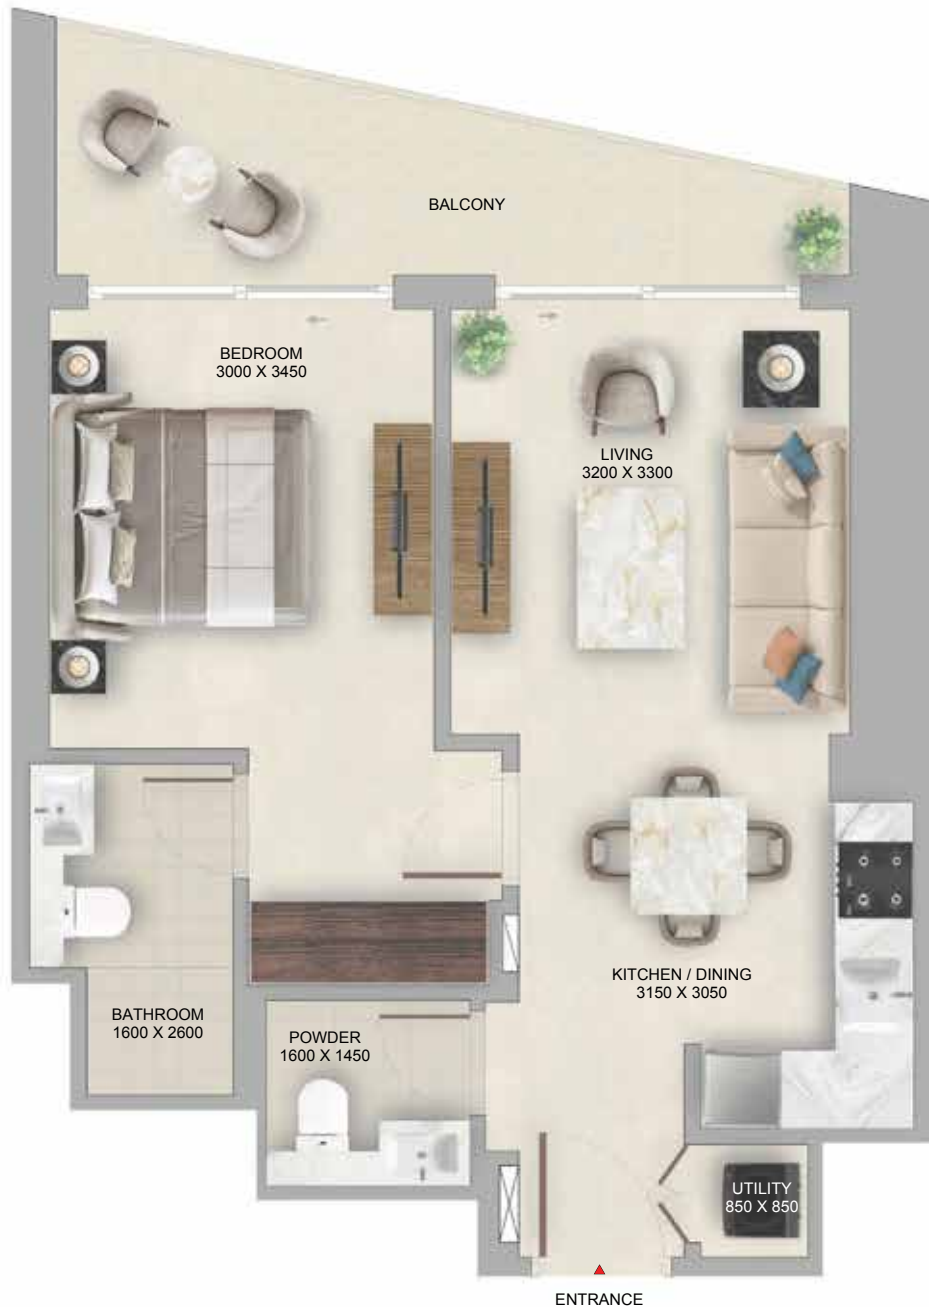 BALCONY
BEDROOM
3000 X 3450
LIVING
3200 X 3300
KITCHEN / DINING
3150 X 3050
BATHROOM
1600 X 2600
POWDER
1600 X 1450
UTILITY
850 X 850
ENTRANCE